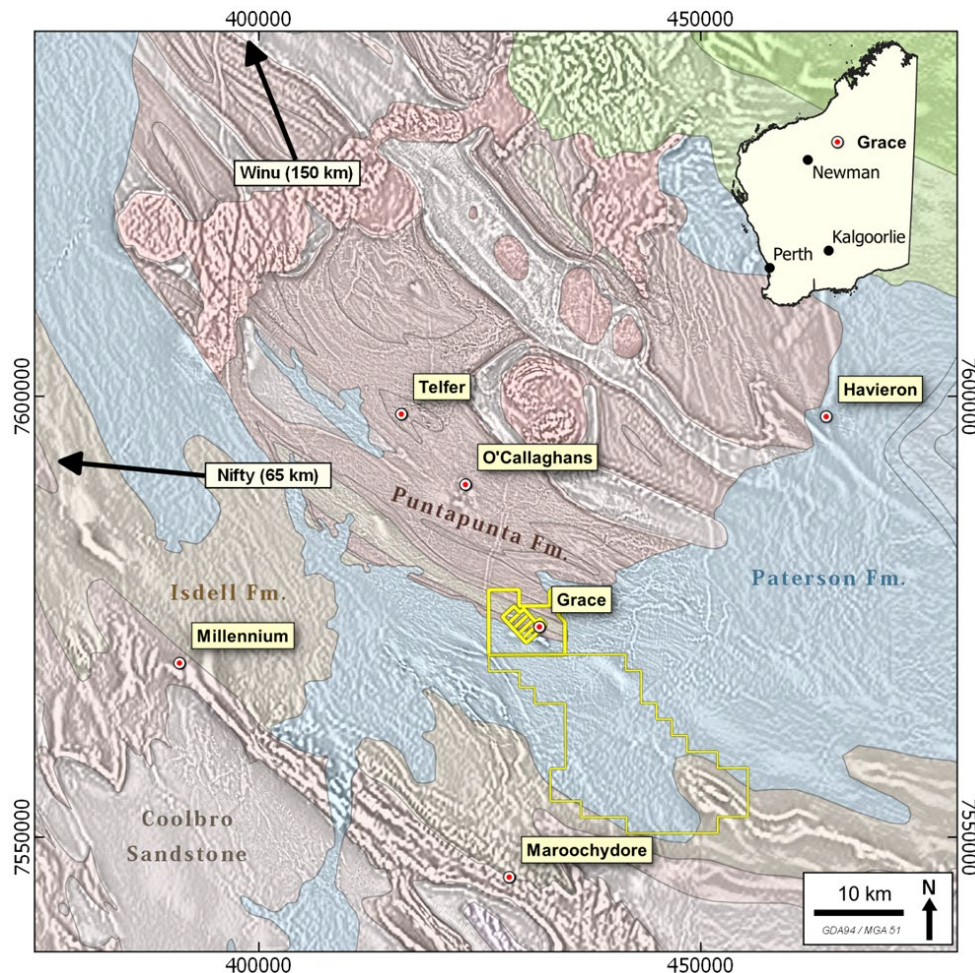 400000
450000
Grace
Newman
Winu (150 km)
Kalgoorlie
Perth
Telfer
Havieron
7600000
7600000
O'Callaghans
Nifty (65 km)
Puntapunta Fm.
Paterson Fm.
Isdell Fm.
Grace
Millennium
Coolbro
Sandstone
7550000
7550000
Maroochydore
10 km
N
GDA94 / MGA 51
400000
450000